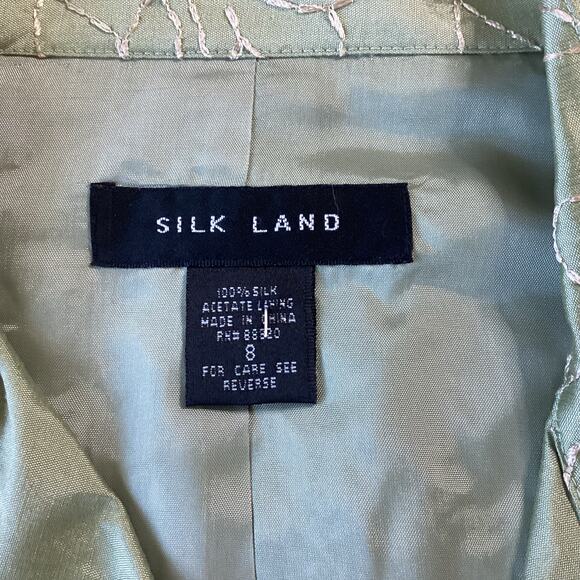 SILK LAND
100% SILK
ACETATE LINING
MADE IN CHINA
RN#
8
FOR CARE SEE
REVERSE